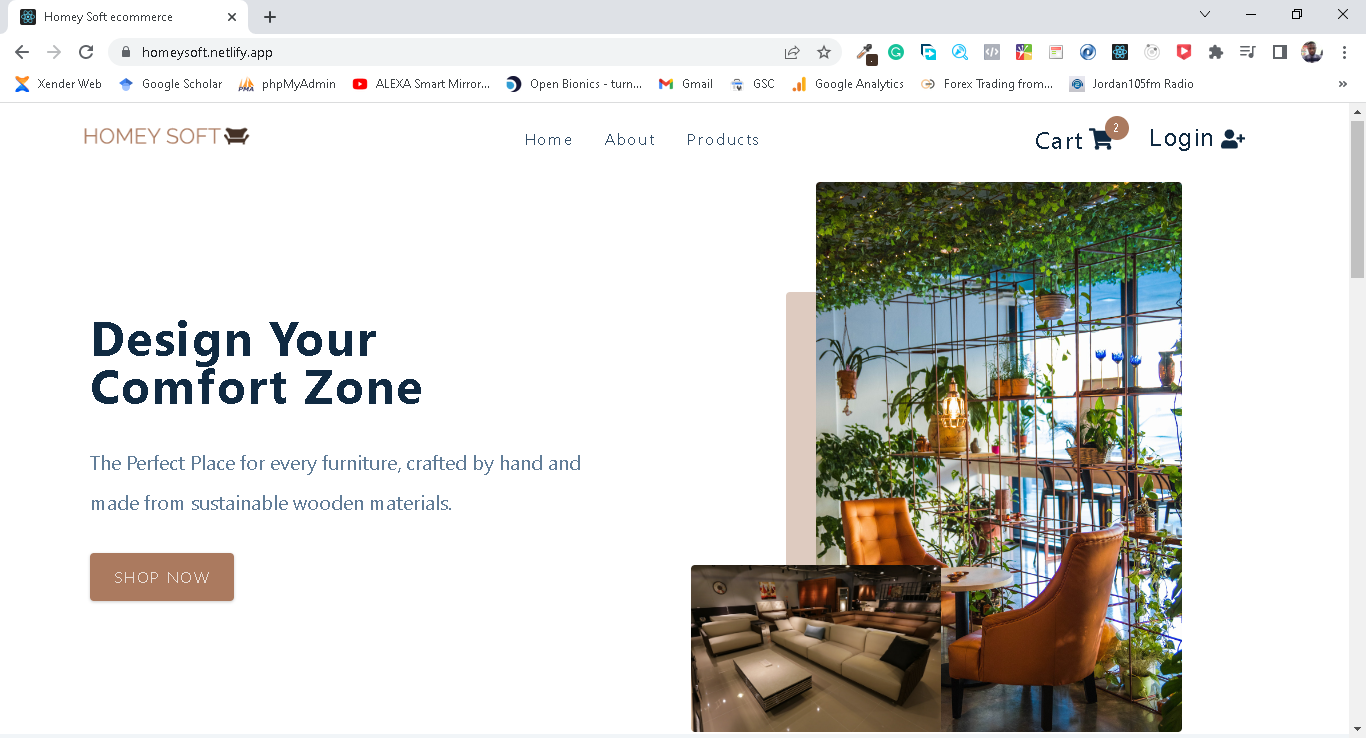 Homey Soft ecommerce
homeysoft.netlify.app
Xender Web
Google Scholar
phpMyAdmin
ALEXA Smart Mirror...
Open Bionics - turn...
Gmail
GSC
Google Analytics
Forex Trading from...
Jordan105fm Radio
»
HOMEY SOFT
Home
About
Products
Cart
2
Login
Design Your
Comfort Zone
The Perfect Place for every furniture, crafted by hand and
made from sustainable wooden materials.
SHOP NOW